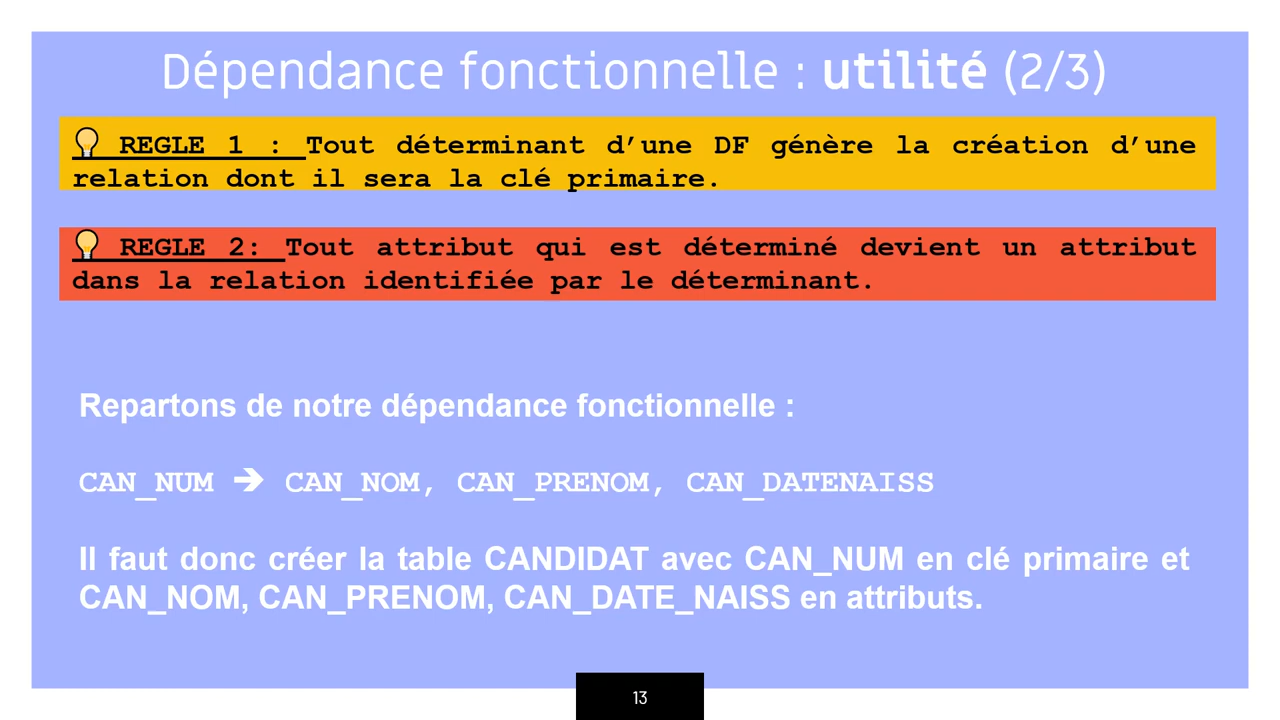 Dépendance fonctionnelle : utilité (2/3)
REGLE 1 : Tout déterminant d’une DF génère la création d’une
relation dont il sera la clé primaire.
REGLE 2: Tout attribut qui est déterminé devient un attribut
dans la relation identifiée par le déterminant.
Repartons de notre dépendance fonctionnelle :
CAN_NUM ➔ CAN_NOM, CAN_PRENOM, CAN_DATENAISS
Il faut donc créer la table CANDIDAT avec CAN_NUM en clé primaire et
CAN_NOM, CAN_PRENOM, CAN_DATE_NAISS en attributs.
13